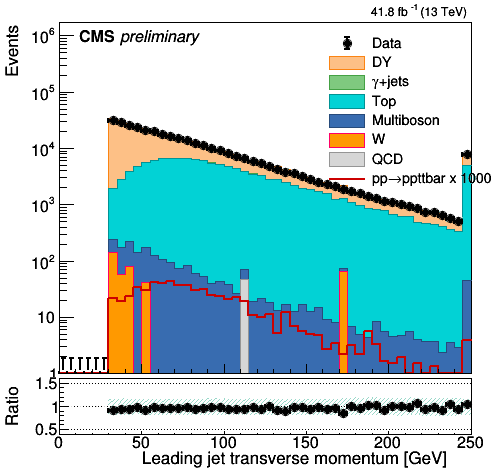 41.8 fb⁻¹ (13 TeV)
CMS preliminary
Events
10⁶
10⁵
10⁴
10³
10²
10
1
Data
DY
γ+jets
Top
Multiboson
W
QCD
pp→ppttbar x 1000
Ratio
1.5
1
0.5
0 50 100 150 200 250
Leading jet transverse momentum [GeV]